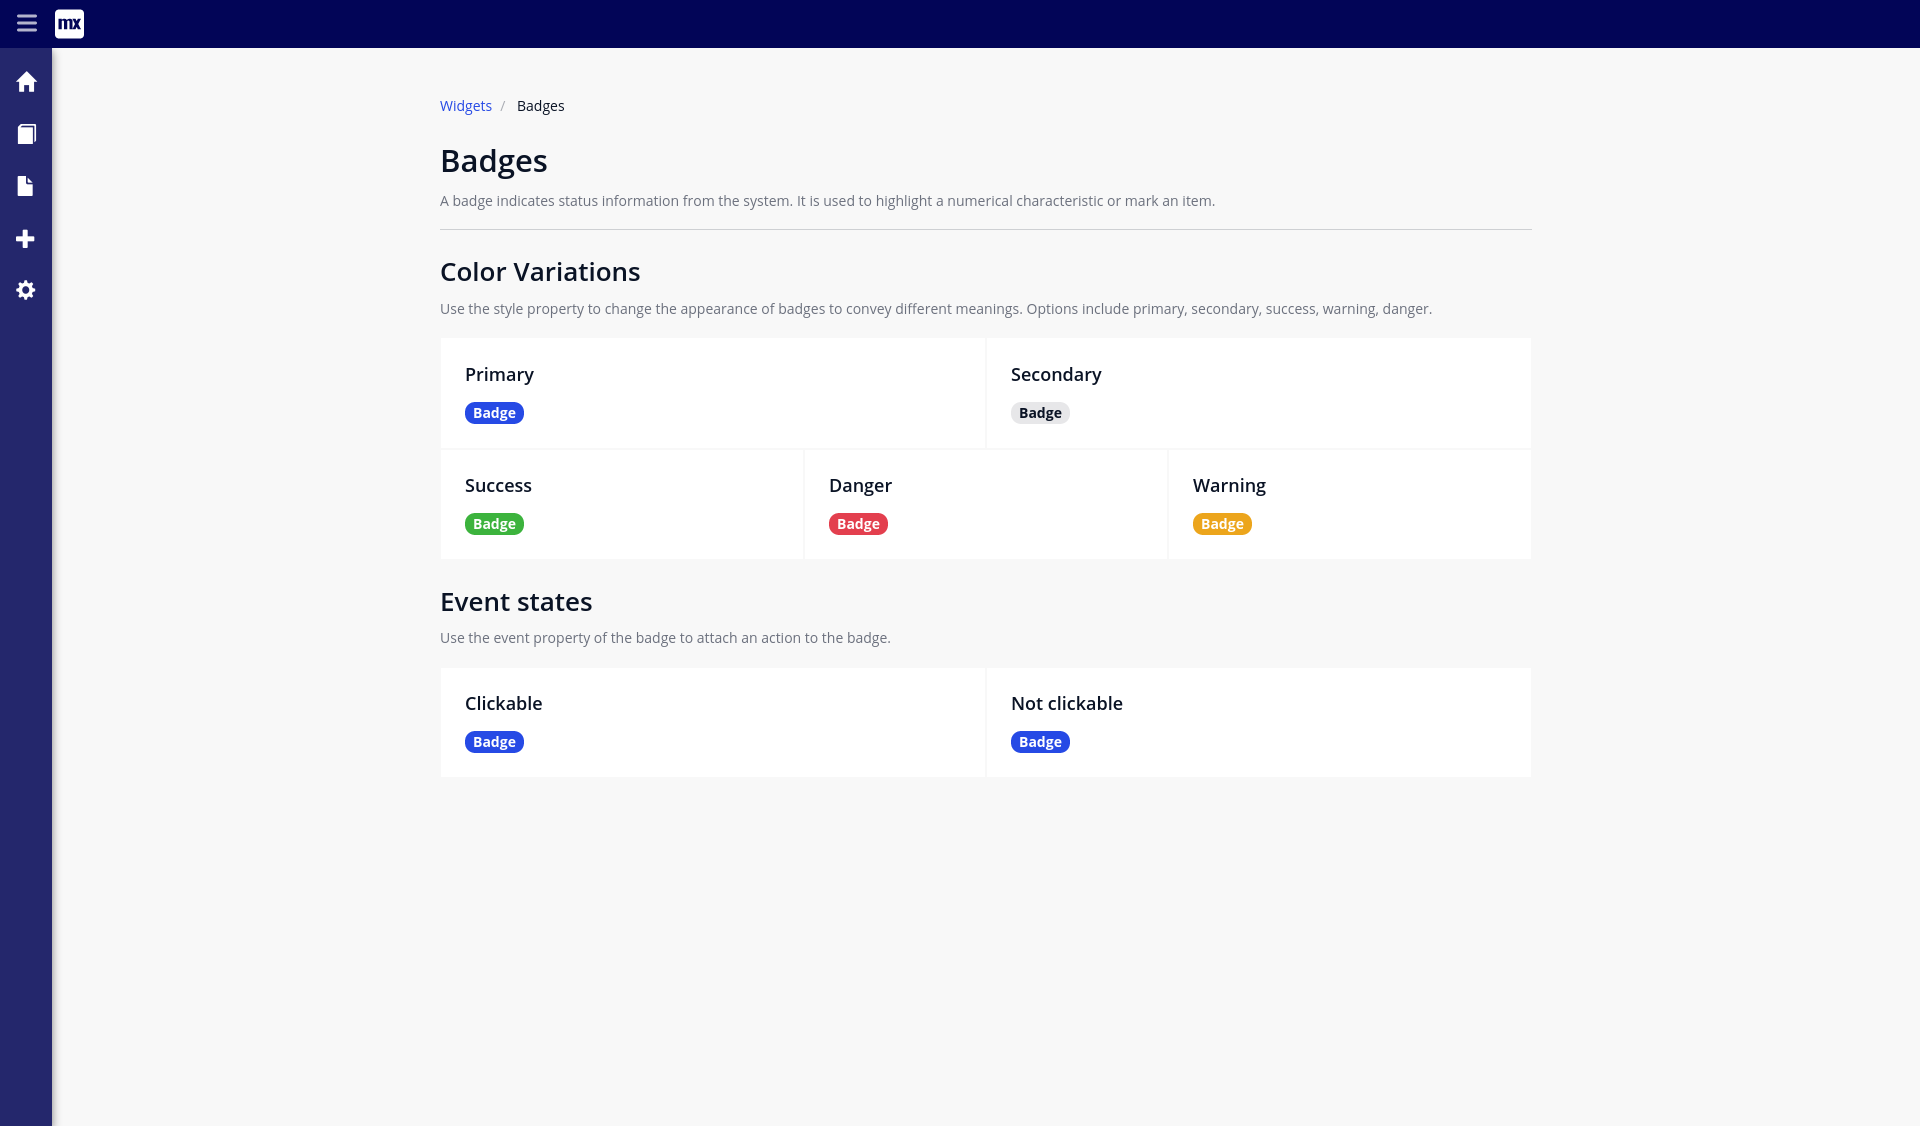 mx
Widgets / Badges
Badges
A badge indicates status information from the system. It is used to highlight a numerical characteristic or mark an item.
Color Variations
Use the style property to change the appearance of badges to convey different meanings. Options include primary, secondary, success, warning, danger.
Primary
Badge
Secondary
Badge
Success
Badge
Danger
Badge
Warning
Badge
Event states
Use the event property of the badge to attach an action to the badge.
Clickable
Badge
Not clickable
Badge